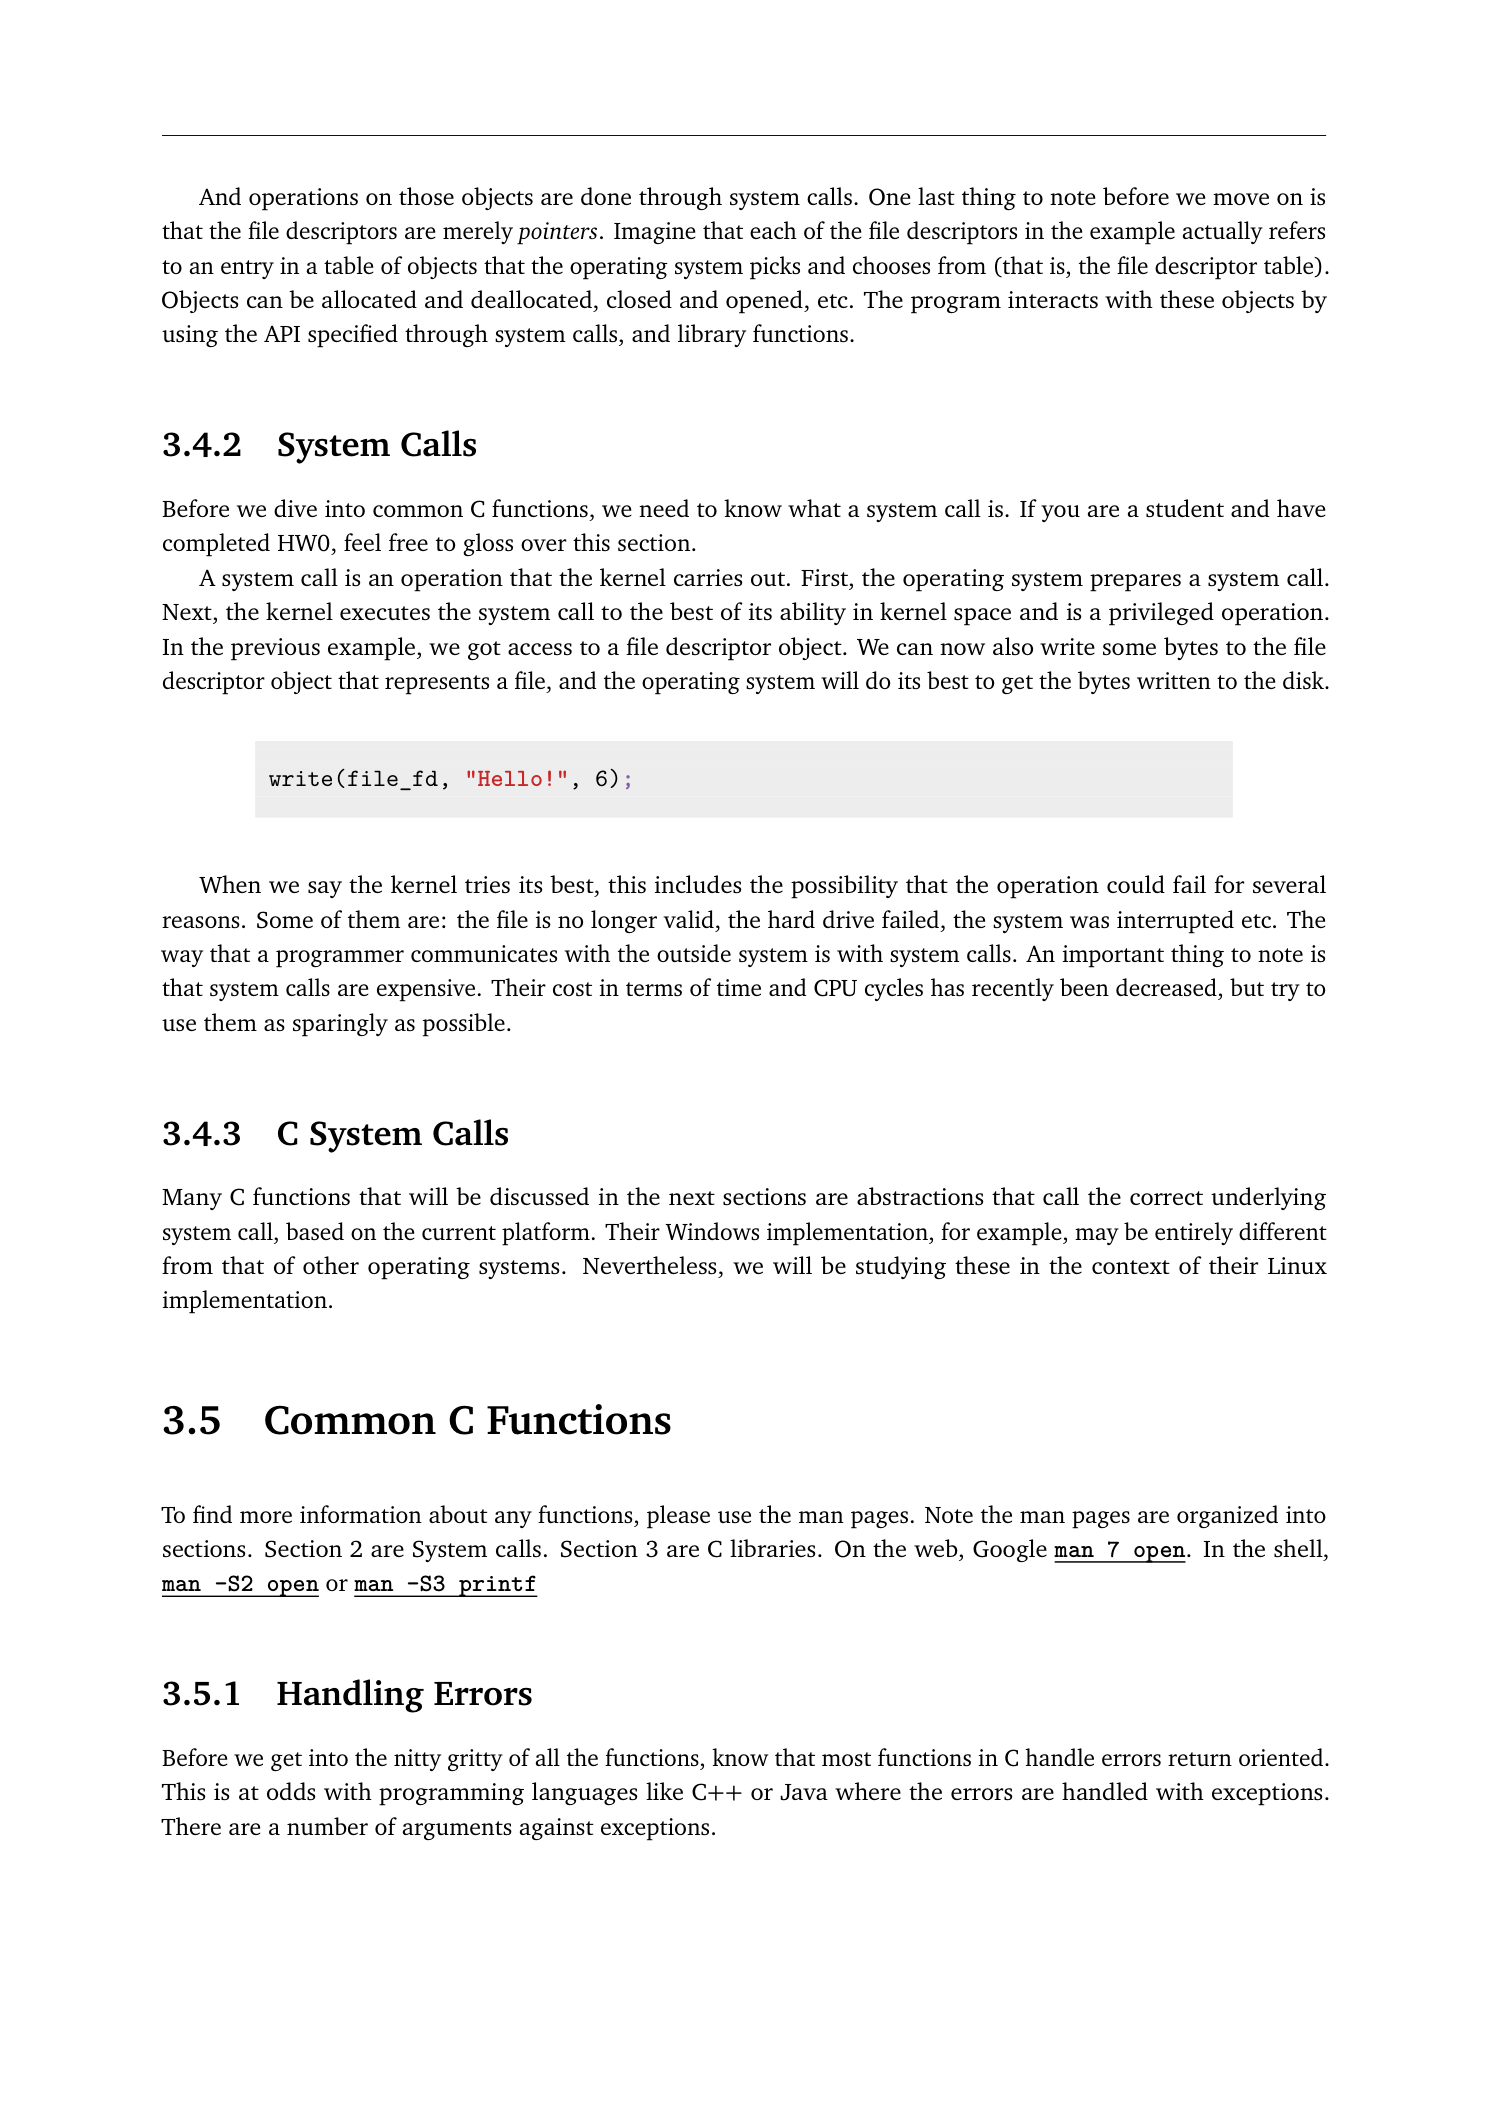 And operations on those objects are done through system calls. One last thing to note before we move on is
that the file descriptors are merely pointers. Imagine that each of the file descriptors in the example actually refers
to an entry in a table of objects that the operating system picks and chooses from (that is, the file descriptor table).
Objects can be allocated and deallocated, closed and opened, etc. The program interacts with these objects by
using the API specified through system calls, and library functions.
3.4.2 System Calls
Before we dive into common C functions, we need to know what a system call is. If you are a student and have
completed HW0, feel free to gloss over this section.
A system call is an operation that the kernel carries out. First, the operating system prepares a system call.
Next, the kernel executes the system call to the best of its ability in kernel space and is a privileged operation.
In the previous example, we got access to a file descriptor object. We can now also write some bytes to the file
descriptor object that represents a file, and the operating system will do its best to get the bytes written to the disk.
write(file_fd, "Hello!", 6);
When we say the kernel tries its best, this includes the possibility that the operation could fail for several
reasons. Some of them are: the file is no longer valid, the hard drive failed, the system was interrupted etc. The
way that a programmer communicates with the outside system is with system calls. An important thing to note is
that system calls are expensive. Their cost in terms of time and CPU cycles has recently been decreased, but try to
use them as sparingly as possible.
3.4.3 C System Calls
Many C functions that will be discussed in the next sections are abstractions that call the correct underlying
system call, based on the current platform. Their Windows implementation, for example, may be entirely different
from that of other operating systems. Nevertheless, we will be studying these in the context of their Linux
implementation.
3.5 Common C Functions
To find more information about any functions, please use the man pages. Note the man pages are organized into
sections. Section 2 are System calls. Section 3 are C libraries. On the web, Google man 7 open. In the shell,
man -S2 open or man -S3 printf
3.5.1 Handling Errors
Before we get into the nitty gritty of all the functions, know that most functions in C handle errors return oriented.
This is at odds with programming languages like C++ or Java where the errors are handled with exceptions.
There are a number of arguments against exceptions.